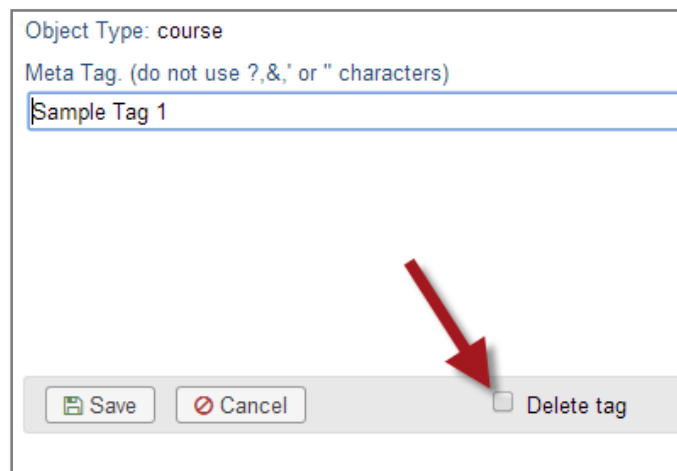 Object Type: course
Meta Tag. (do not use ?,&,' or " characters)
Sample Tag 1
Save Cancel Delete tag